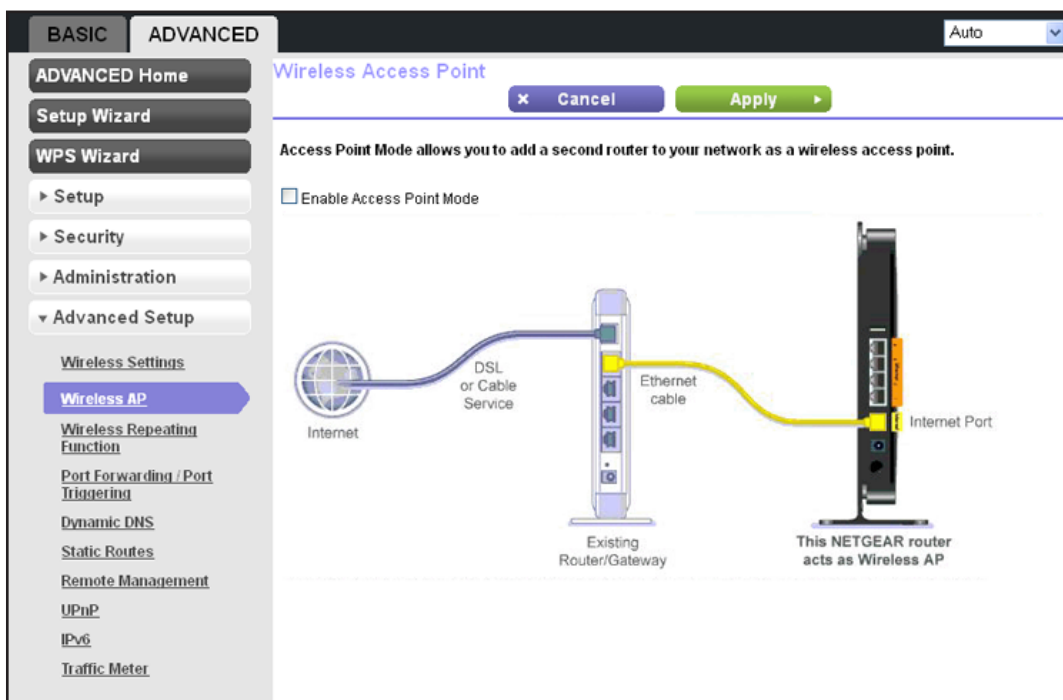 BASIC
ADVANCED
Auto
ADVANCED Home
Setup Wizard
WPS Wizard
Setup
Security
Administration
Advanced Setup
Wireless Settings
Wireless AP
Wireless Repeating
Function
Port Forwarding / Port
Triggering
Dynamic DNS
Static Routes
Remote Management
UPnP
IPv6
Traffic Meter
Wireless Access Point
Cancel
Apply
Access Point Mode allows you to add a second router to your network as a wireless access point.
Enable Access Point Mode
DSL
or Cable
Service
Internet
Ethernet
cable
Internet Port
Existing
Router/Gateway
This NETGEAR router
acts as Wireless AP